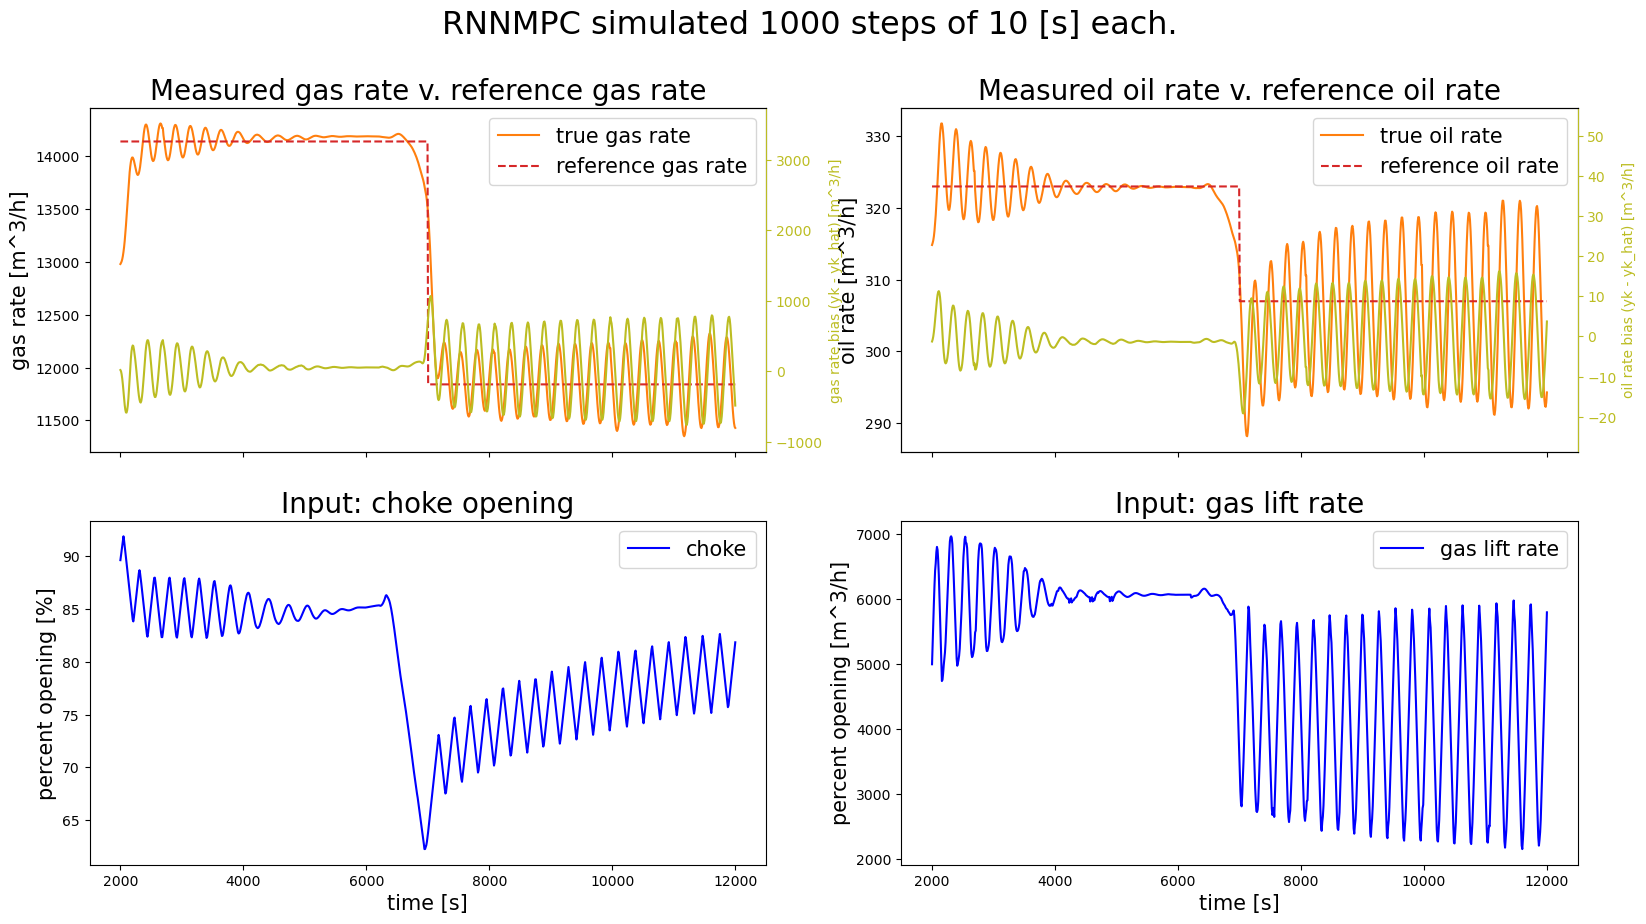 RNNMPC simulated 1000 steps of 10 [s] each.
Measured gas rate v. reference gas rate
true gas rate
reference gas rate
gas rate [m^3/h]
14000
13500
13000
12500
12000
11500
3000
2000
1000
0
−1000
gas rate bias (yk - yk_hat) [m^3/h]
Measured oil rate v. reference oil rate
true oil rate
reference oil rate
oil rate [m^3/h]
330
320
310
300
290
50
40
30
20
10
0
−10
−20
oil rate bias (yk - yk_hat) [m^3/h]
Input: choke opening
choke
percent opening [%]
90
85
80
75
70
65
2000 4000 6000 8000 10000 12000
time [s]
Input: gas lift rate
gas lift rate
percent opening [m^3/h]
7000
6000
5000
4000
3000
2000
2000 4000 6000 8000 10000 12000
time [s]